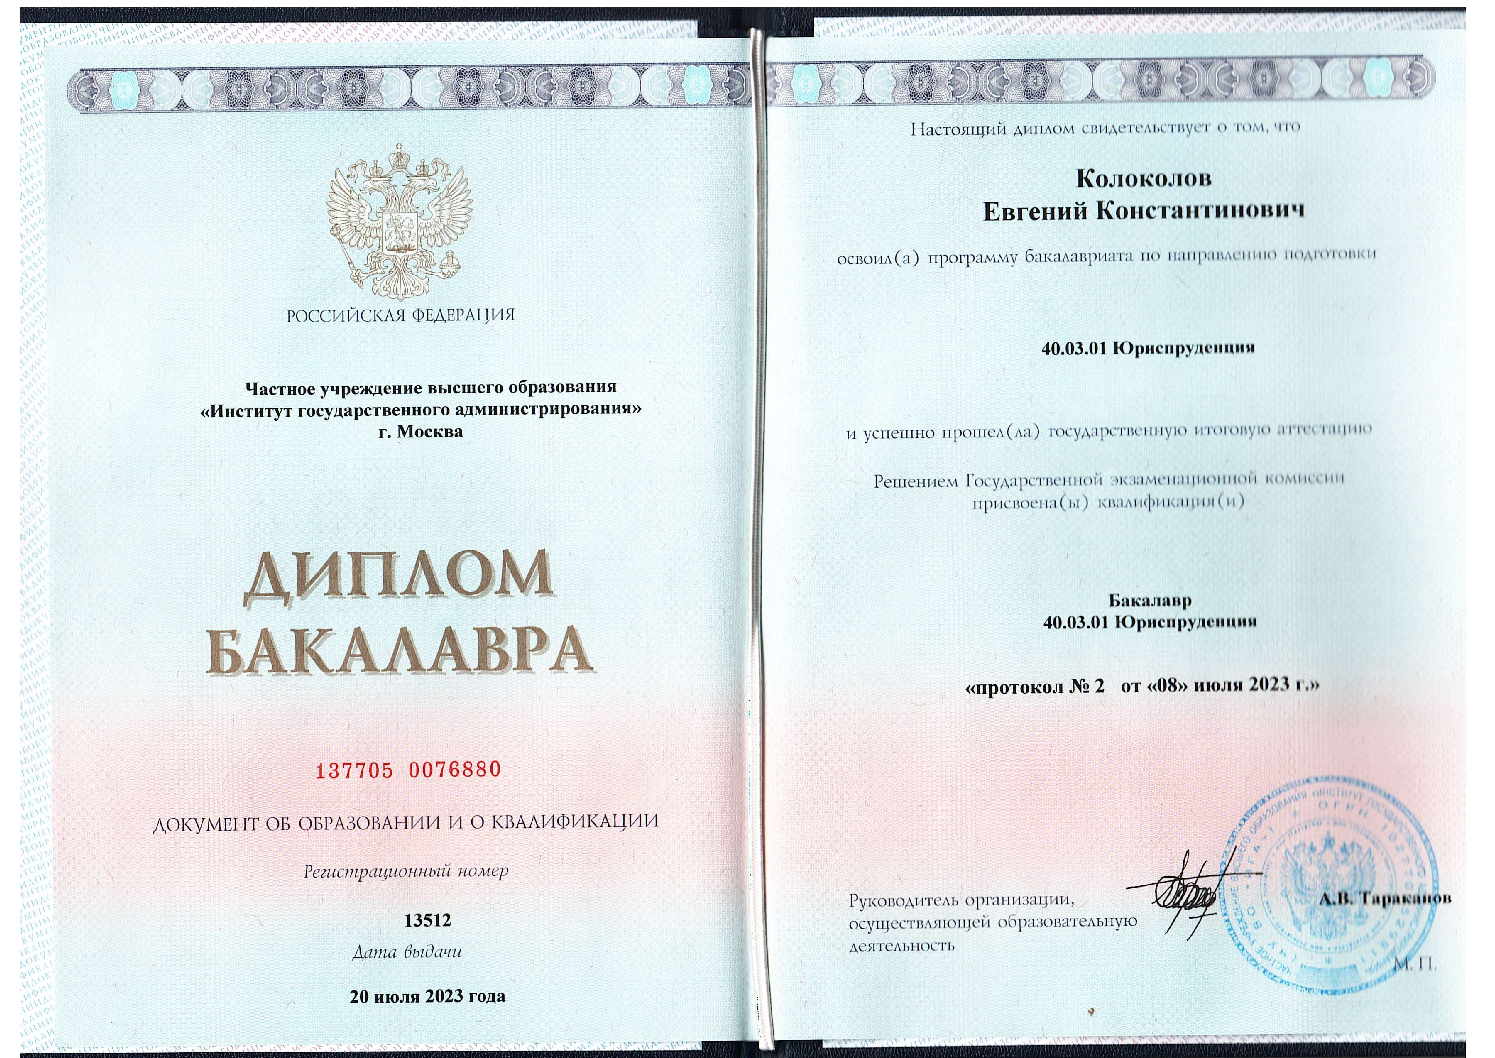 РОССИЙСКАЯ ФЕДЕРАЦИЯ
Частное учреждение высшего образования
«Институт государственного администрирования»
г. Москва
ДИПЛОМ
БАКАЛАВРА
137705 0076880
ДОКУМЕНТ ОБ ОБРАЗОВАНИИ И О КВАЛИФИКАЦИИ
Регистрационный номер
13512
Дата выдачи
20 июля 2023 года
Настоящий диплом свидетельствует о том, что
Колоколов
Евгений Константинович
освоил(а) программу бакалавриата по направлению подготовки
40.03.01 Юриспруденция
и успешно прошел(ла) государственную итоговую аттестацию
Решением Государственной экзаменационной комиссии
присвоена(ы) квалификация(и)
Бакалавр
40.03.01 Юриспруденция
«протокол № 2 от «08» июля 2023 г.»
Руководитель организации,
осуществляющей образовательную
деятельность
А.В. Тараканов
М. П.